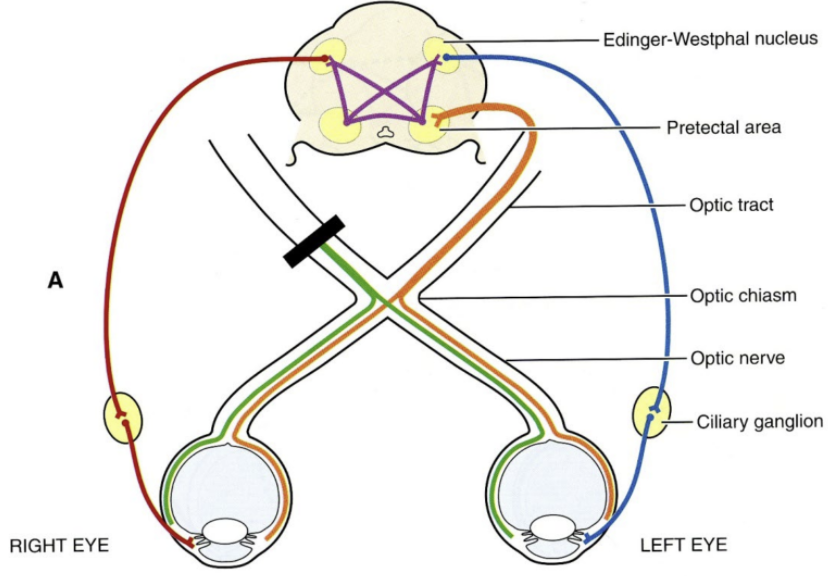 Edinger-Westphal nucleus
Pretectal area
Optic tract
A
Optic chiasm
Optic nerve
Ciliary ganglion
RIGHT EYE
LEFT EYE